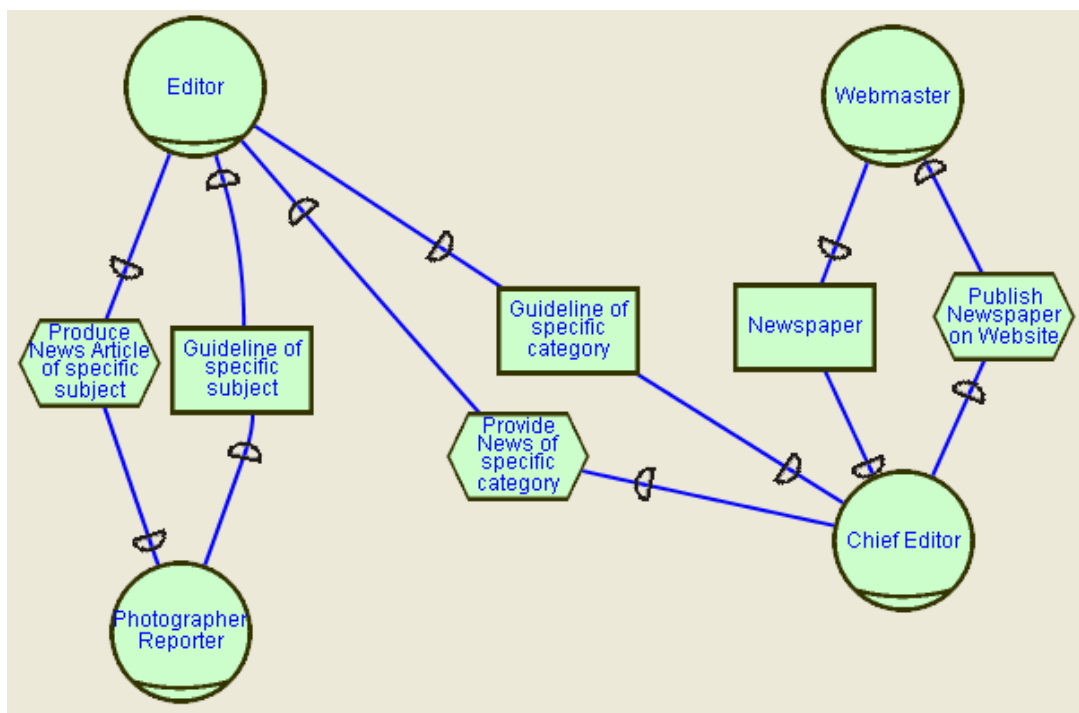 Editor
Webmaster
Produce
News Article
of specific
subject
Guideline of
specific
subject
Guideline of
specific
category
Newspaper
Publish
Newspaper
on Website
Provide
News of
specific
category
Chief Editor
Photographer
Reporter